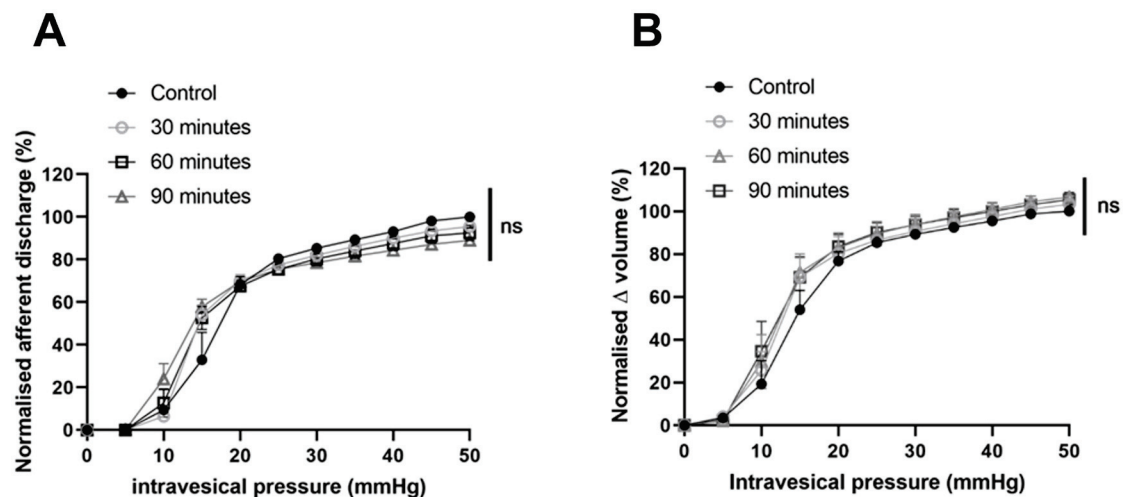 A
Control
30 minutes
60 minutes
90 minutes
Normalised afferent discharge (%)
120
100
80
60
40
20
0
0 10 20 30 40 50
intravesical pressure (mmHg)
ns
B
Control
30 minutes
60 minutes
90 minutes
Normalised Δ volume (%)
120
100
80
60
40
20
0
0 10 20 30 40 50
Intravesical pressure (mmHg)
ns